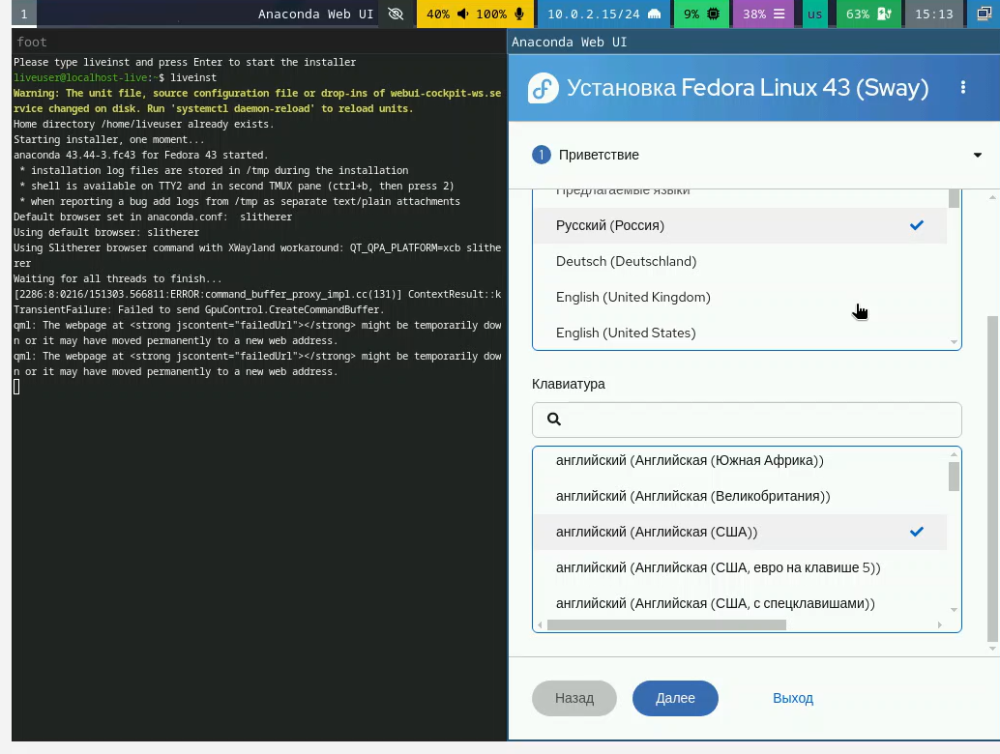 1 Anaconda Web UI 40% 100% 10.0.2.15/24 9% 38% us 63% 15:13
foot
Please type liveinst and press Enter to start the installer
liveuser@localhost-live:~$ liveinst
Warning: The unit file, source configuration file or drop-ins of webui-cockpit-ws.se
rvice changed on disk. Run 'systemctl daemon-reload' to reload units.
Home directory /home/liveuser already exists.
Starting installer, one moment...
anaconda 43.44-3.fc43 for Fedora 43 started.
* installation log files are stored in /tmp during the installation
* shell is available on TTY2 and in second TMUX pane (ctrl+b, then press 2)
* when reporting a bug add logs from /tmp as separate text/plain attachments
Default browser set in anaconda.conf:  slitherer
Using default browser: slitherer
Using Slitherer browser command with XWayland workaround: QT_QPA_PLATFORM=xcb slithe
rer
Waiting for all threads to finish...
[2286:8:0216/151303.566811:ERROR:command_buffer_proxy_impl.cc(131)] ContextResult::k
TransientFailure: Failed to send GpuControl.CreateCommandBuffer.
qml: The webpage at <strong jscontent="failedUrl"></strong> might be temporarily dow
n or it may have moved permanently to a new web address.
qml: The webpage at <strong jscontent="failedUrl"></strong> might be temporarily dow
n or it may have moved permanently to a new web address.
Anaconda Web UI
Установка Fedora Linux 43 (Sway)
1 Приветствие
Предлагаемые языки
Русский (Россия)
Deutsch (Deutschland)
English (United Kingdom)
English (United States)
Клавиатура
английский (Английская (Южная Африка))
английский (Английская (Великобритания))
английский (Английская (США))
английский (Английская (США, евро на клавише 5))
английский (Английская (США, с спецклавишами))
Назад Далее Выход